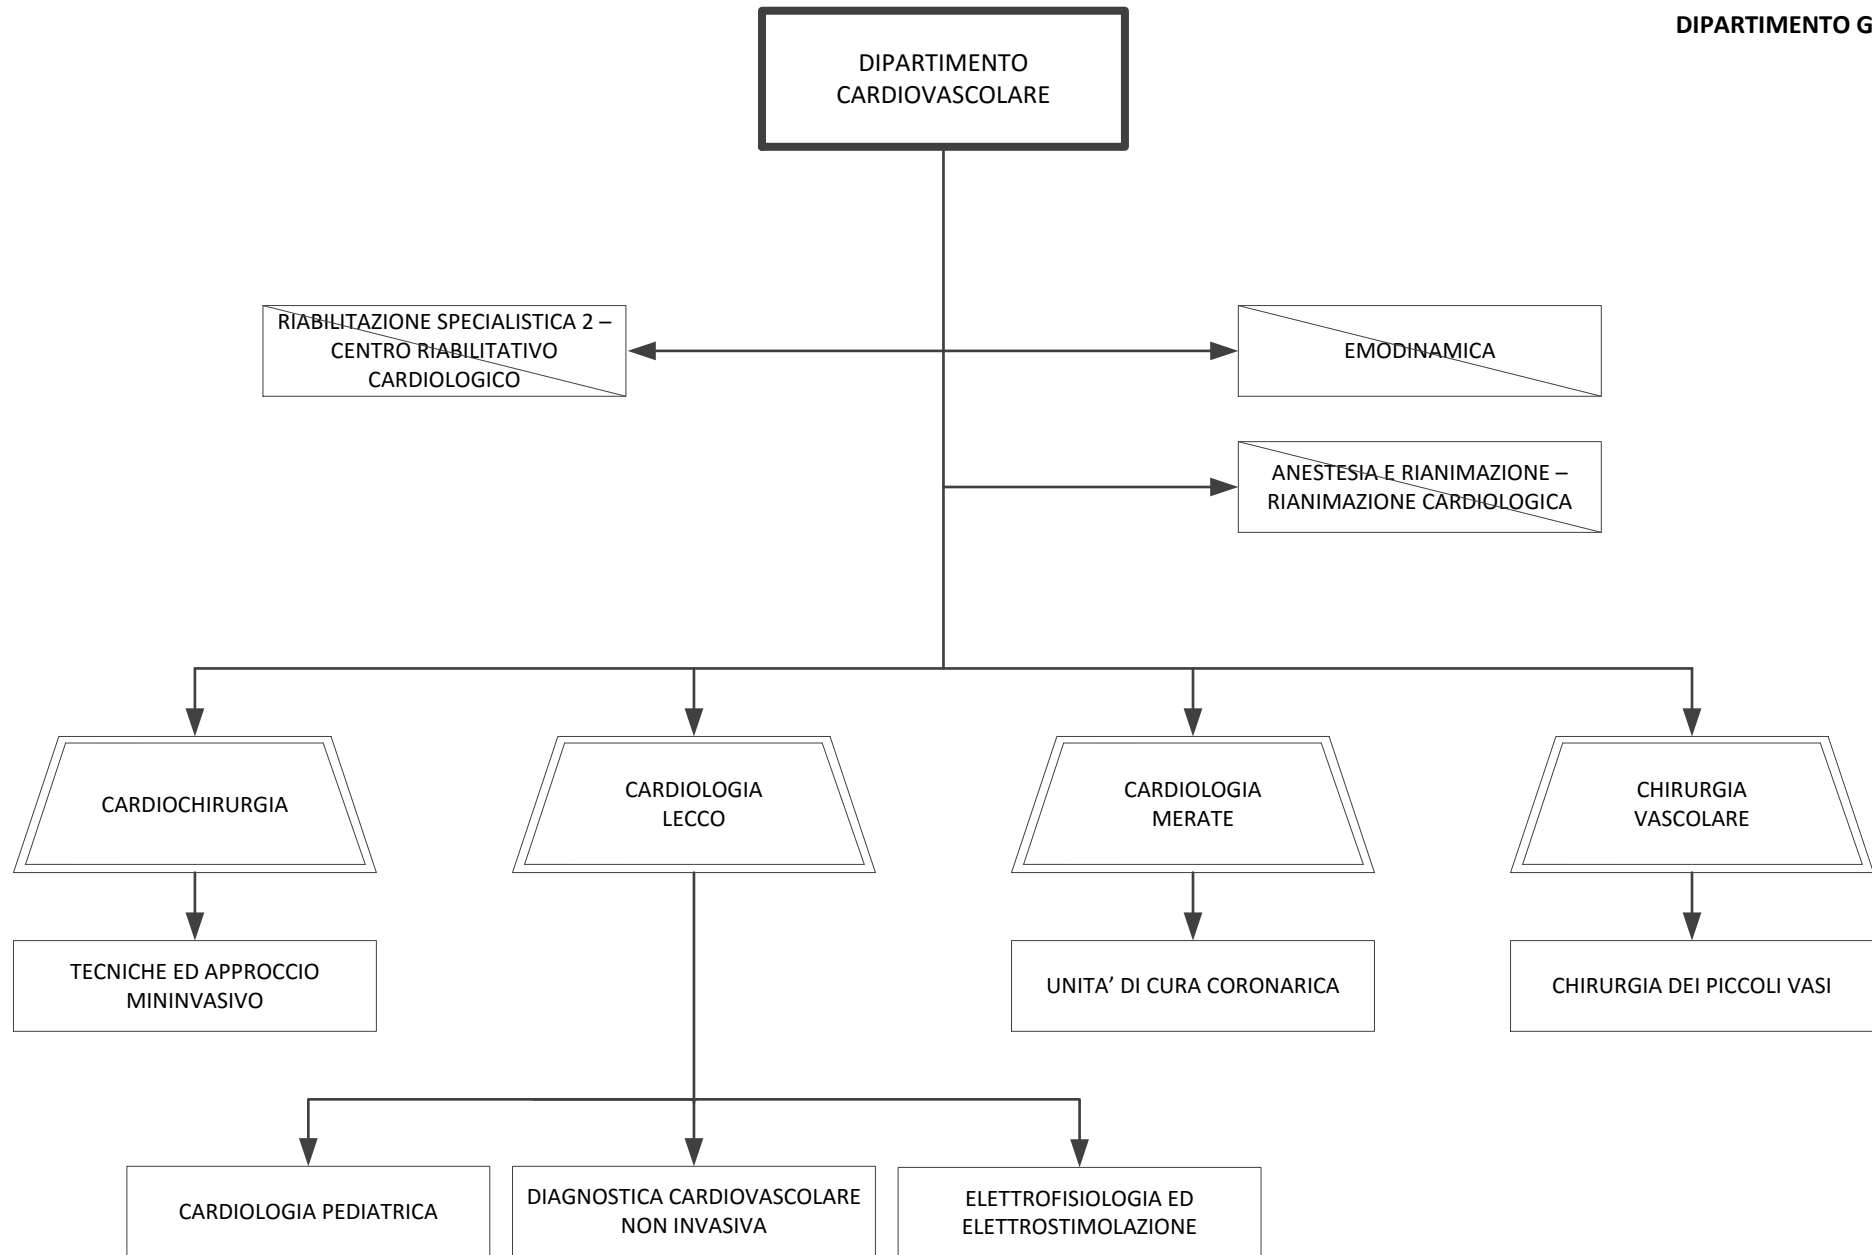 DIPARTIMENTO G
DIPARTIMENTO
CARDIOVASCOLARE
RIABILITAZIONE SPECIALISTICA 2 –
CENTRO RIABILITATIVO
CARDIOLOGICO
EMODINAMICA
ANESTESIA E RIANIMAZIONE –
RIANIMAZIONE CARDIOLOGICA
CARDIOCHIRURGIA
CARDIOLOGIA
LECCO
CARDIOLOGIA
MERATE
CHIRURGIA
VASCOLARE
TECNICHE ED APPROCCIO
MININVASIVO
UNITA’ DI CURA CORONARICA
CHIRURGIA DEI PICCOLI VASI
CARDIOLOGIA PEDIATRICA
DIAGNOSTICA CARDIOVASCOLARE
NON INVASIVA
ELETTROFISIOLOGIA ED
ELETTROSTIMOLAZIONE